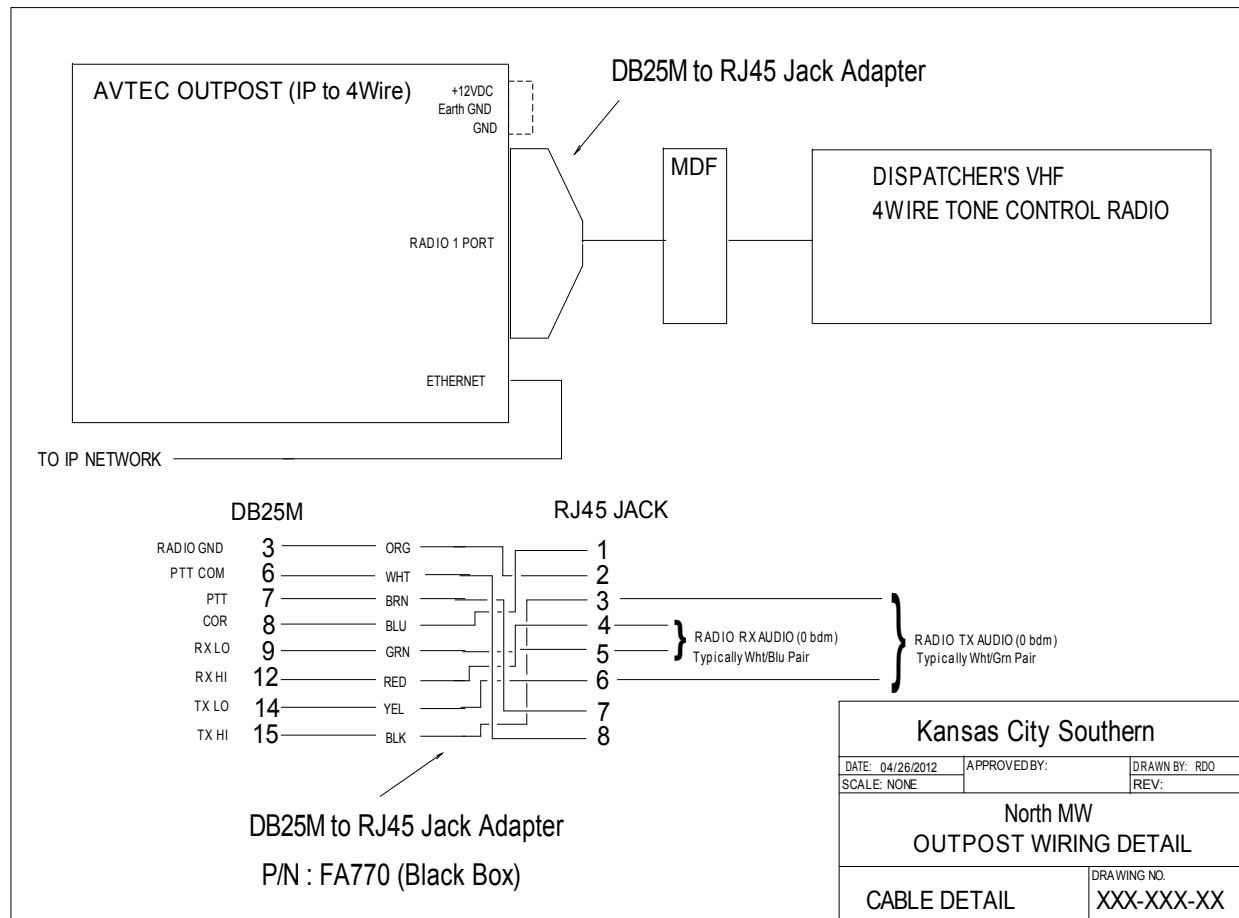 AVTEC OUTPOST (IP to 4Wire)
+12VDC
Earth GND
GND
DB25M to RJ45 Jack Adapter
MDF
DISPATCHER'S VHF
4WIRE TONE CONTROL RADIO
RADIO 1 PORT
ETHERNET
TO IP NETWORK
DB25M
RJ45 JACK
RADIO GND 3 ORG 1
PTT COM 6 WHT 2
PTT 7 BRN 3
COR 8 BLU 4
RX LO 9 GRN 5
RX HI 12 RED 6
TX LO 14 YEL 7
TX HI 15 BLK 8
RADIO RX AUDIO (0 bdm)
Typically Wht/Blu Pair
RADIO TX AUDIO (0 bdm)
Typically Wht/Grn Pair
DB25M to RJ45 Jack Adapter
P/N : FA770 (Black Box)
Kansas City Southern
DATE: 04/26/2012 APPROVED BY: DRAWN BY: RDO
SCALE: NONE REV:
North MW
OUTPOST WIRING DETAIL
CABLE DETAIL
DRAWING NO.
XXX-XXX-XX